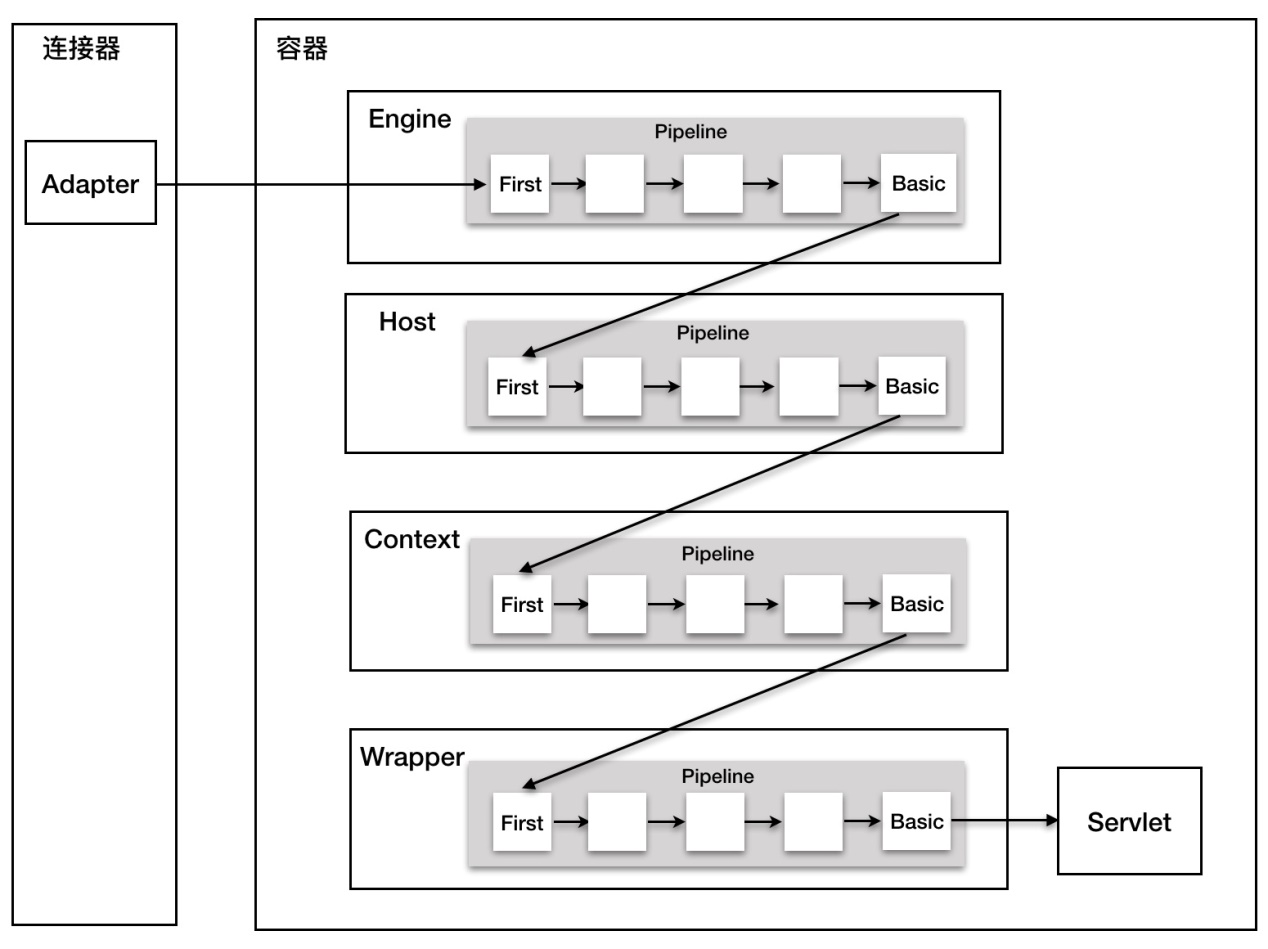 连接器
容器
Adapter
Engine
Pipeline
First
Basic
Host
Pipeline
First
Basic
Context
Pipeline
First
Basic
Wrapper
Pipeline
First
Basic
Servlet